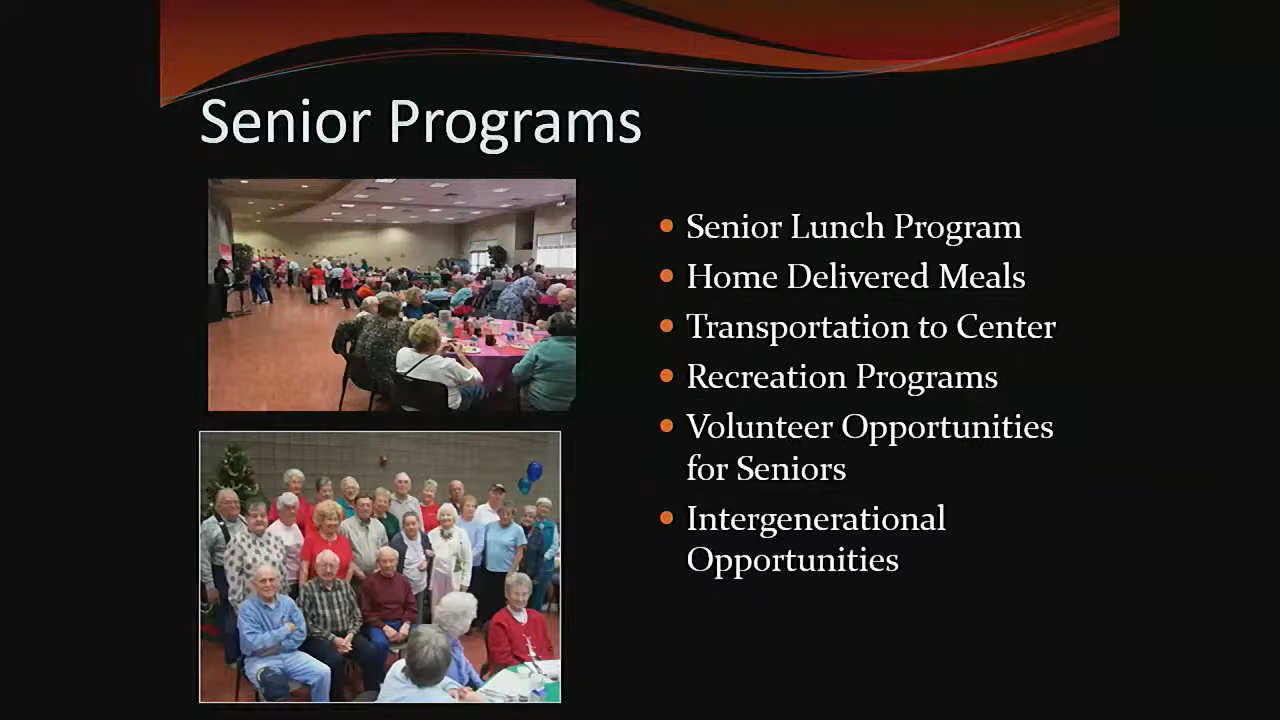 Senior Programs
Senior Lunch Program
Home Delivered Meals
Transportation to Center
Recreation Programs
Volunteer Opportunities
for Seniors
Intergenerational
Opportunities